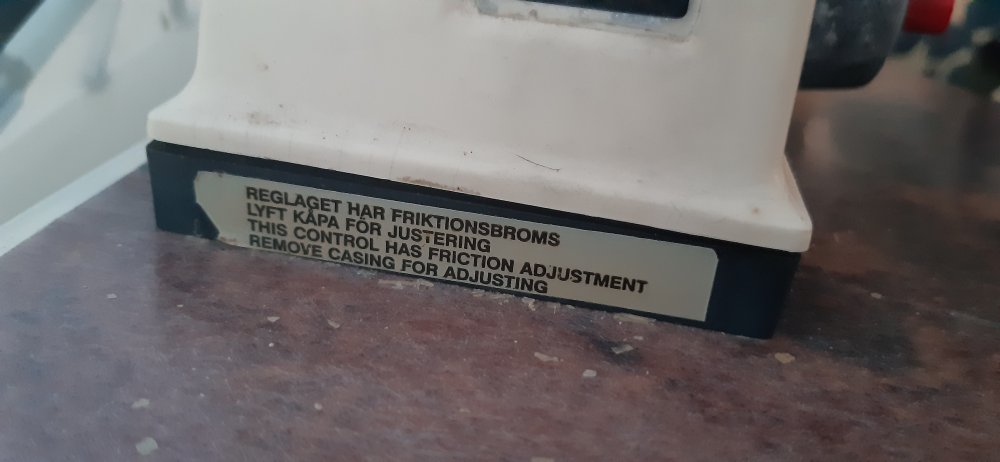 REGLAGET HAR FRIKTIONSBROMS
LYFT KÅPA FÖR JUSTERING
THIS CONTROL HAS FRICTION ADJUSTMENT
REMOVE CASING FOR ADJUSTING